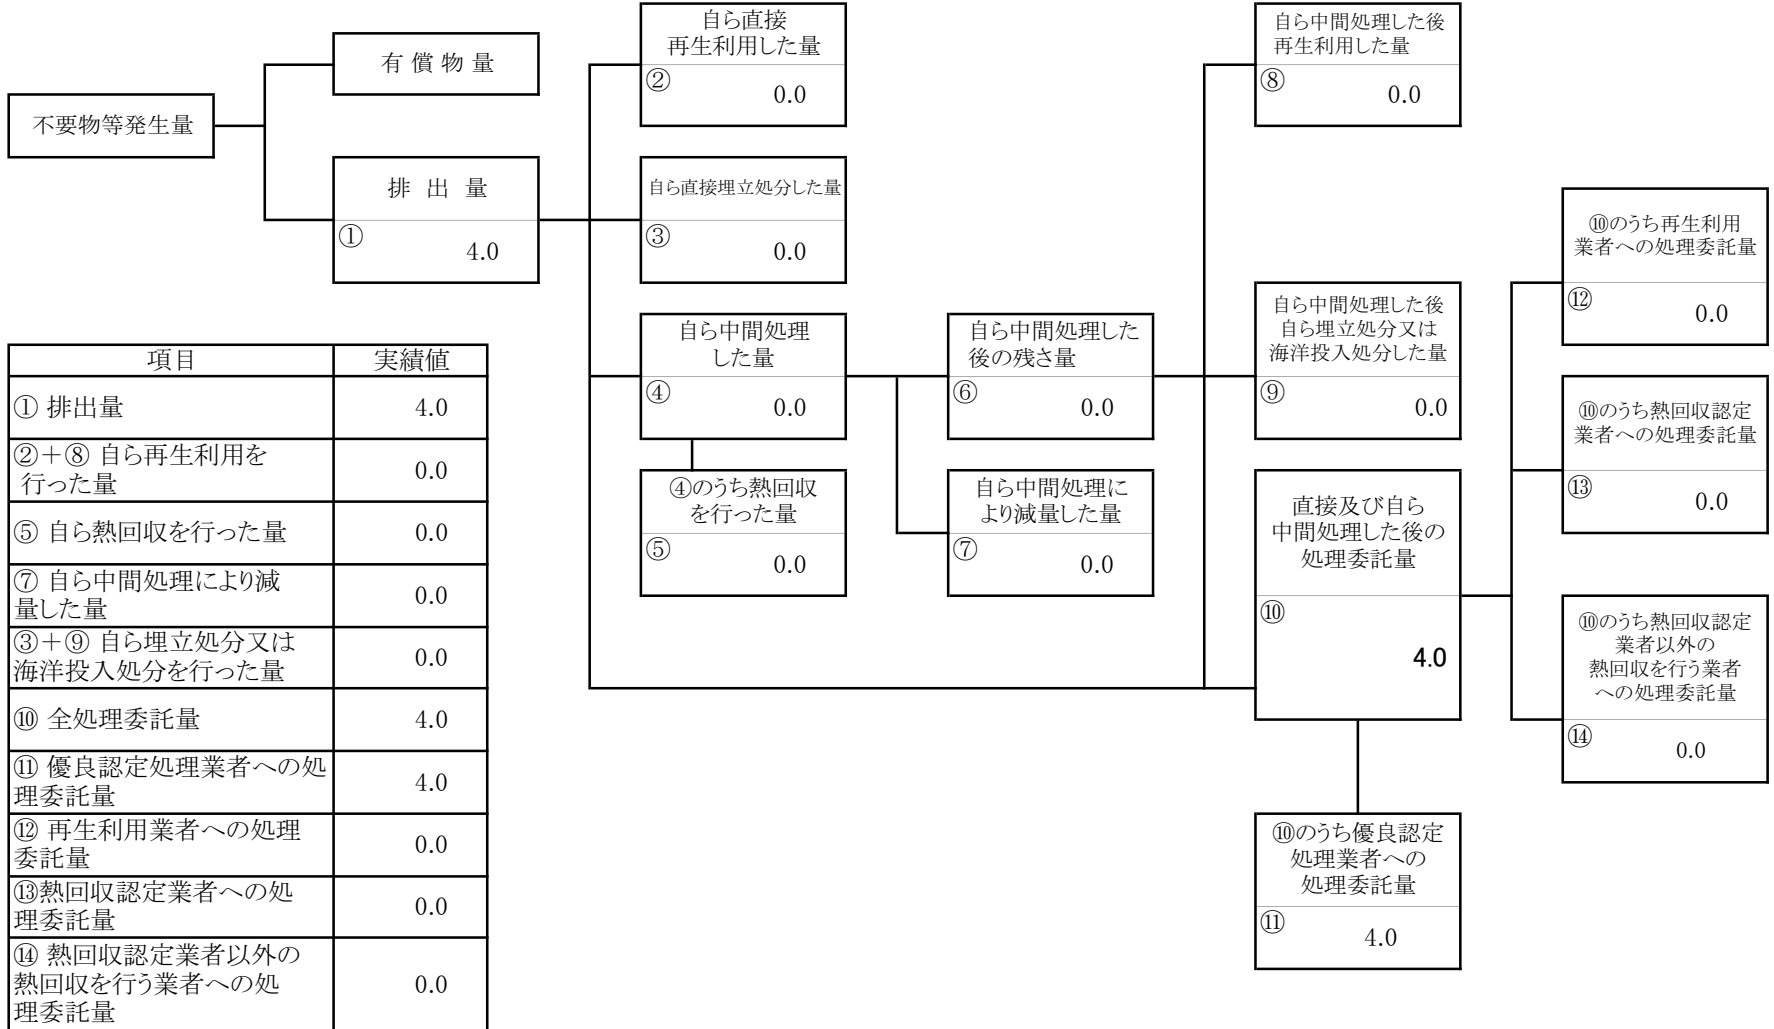 不要物等発生量
有 償 物 量
排 出 量
①
4.0
自ら直接
再生利用した量
②
0.0
自ら直接埋立処分した量
③
0.0
自ら中間処理
した量
④
0.0
④のうち熱回収
を行った量
⑤
0.0
自ら中間処理した
後の残さ量
⑥
0.0
自ら中間処理に
より減量した量
⑦
0.0
自ら中間処理した後
再生利用した量
⑧
0.0
自ら中間処理した後
自ら埋立処分又は
海洋投入処分した量
⑨
0.0
直接及び自ら
中間処理した後の
処理委託量
⑩
4.0
⑩のうち優良認定
処理業者への
処理委託量
⑪
4.0
⑩のうち再生利用
業者への処理委託量
⑫
0.0
⑩のうち熱回収認定
業者への処理委託量
⑬
0.0
⑩のうち熱回収認定
業者以外の
熱回収を行う業者
への処理委託量
⑭
0.0
項目 実績値
① 排出量 4.0
②＋⑧ 自ら再生利用を
行った量 0.0
⑤ 自ら熱回収を行った量 0.0
⑦ 自ら中間処理により減
量した量 0.0
③＋⑨ 自ら埋立処分又は
海洋投入処分を行った量 0.0
⑩ 全処理委託量 4.0
⑪ 優良認定処理業者への処
理委託量 4.0
⑫ 再生利用業者への処理
委託量 0.0
⑬熱回収認定業者への処
理委託量 0.0
⑭ 熱回収認定業者以外の
熱回収を行う業者への処
理委託量 0.0